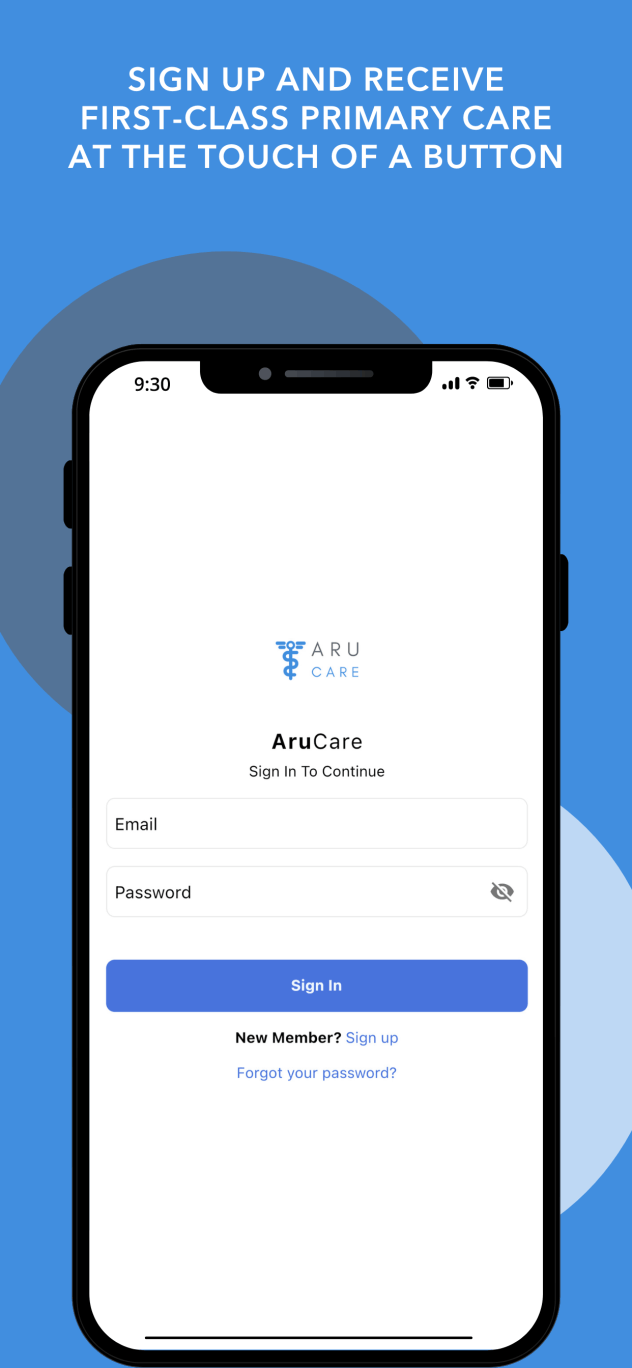 SIGN UP AND RECEIVE
FIRST-CLASS PRIMARY CARE
AT THE TOUCH OF A BUTTON
9:30
ARU
CARE
AruCare
Sign In To Continue
Email
Password
Sign In
New Member? Sign up
Forgot your password?